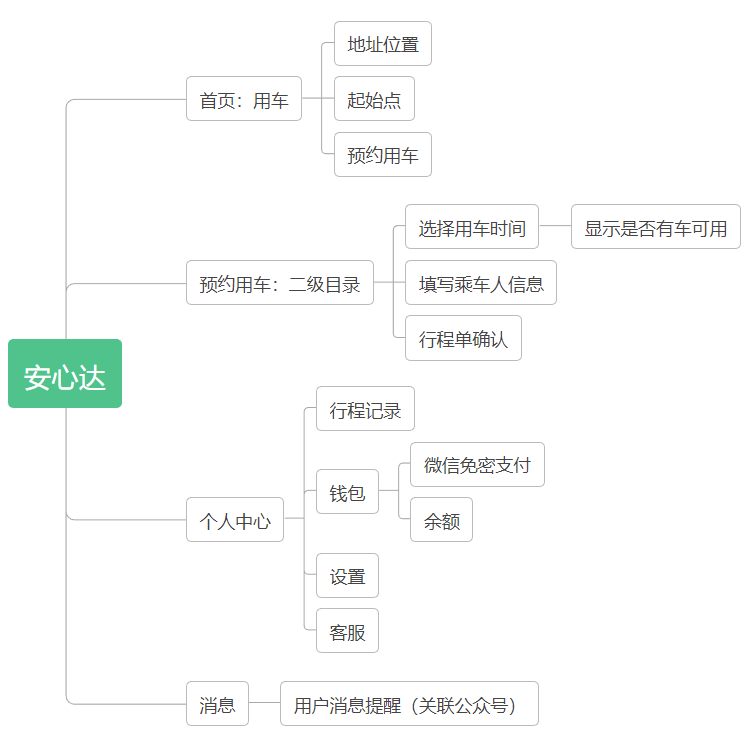 安心达
首页：用车
地址位置
起始点
预约用车
预约用车：二级目录
选择用车时间
显示是否有车可用
填写乘车人信息
行程单确认
个人中心
行程记录
钱包
微信免密支付
余额
设置
客服
消息
用户消息提醒（关联公众号）